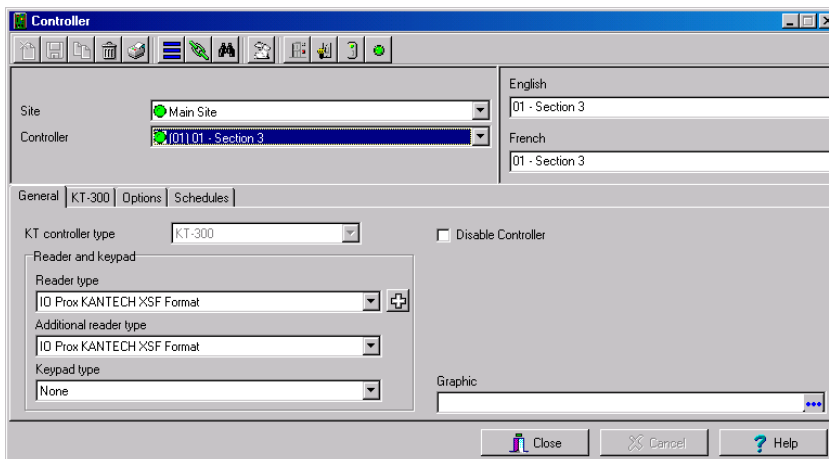 Controller
Site
Main Site
Controller
(01) 01 - Section 3
English
01 - Section 3
French
01 - Section 3
General
KT-300
Options
Schedules
KT controller type
KT-300
Disable Controller
Reader and keypad
Reader type
IO Prox KANTECH XSF Format
Additional reader type
IO Prox KANTECH XSF Format
Keypad type
None
Graphic
Close
Cancel
Help